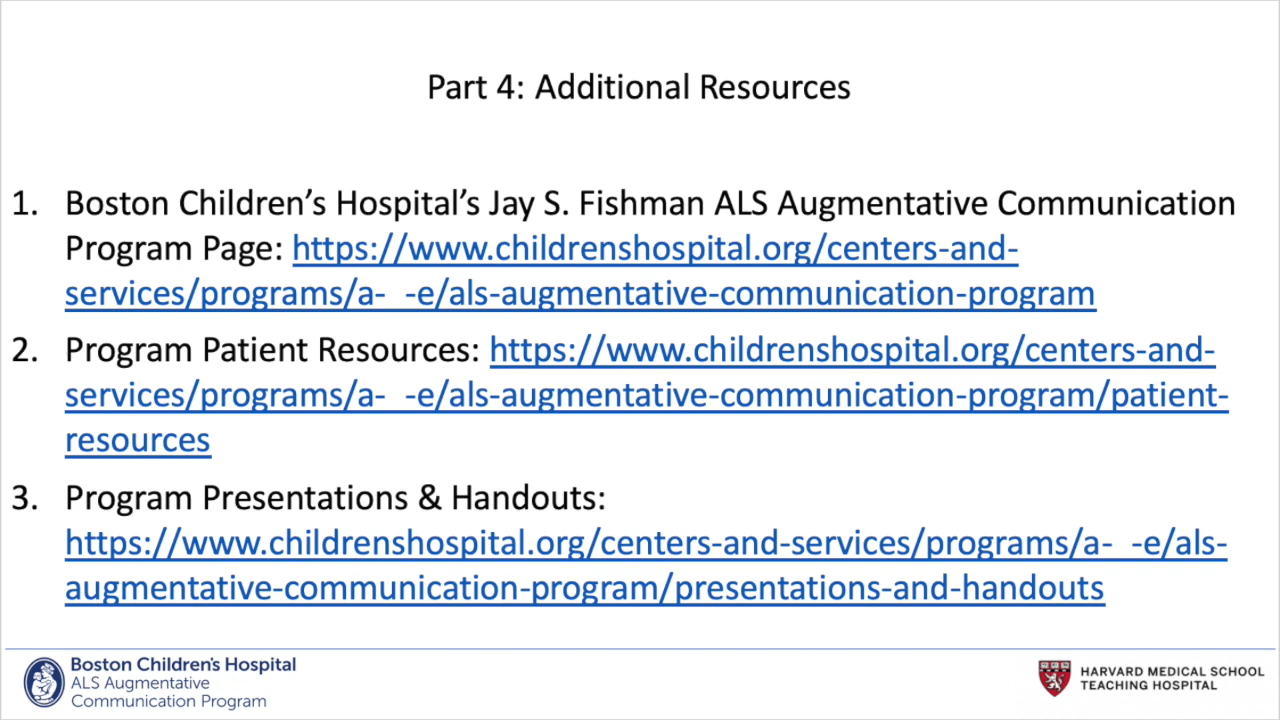 Part 4: Additional Resources
1. Boston Children’s Hospital’s Jay S. Fishman ALS Augmentative Communication
Program Page: https://www.childrenshospital.org/centers-and-
services/programs/a-_-e/als-augmentative-communication-program
2. Program Patient Resources: https://www.childrenshospital.org/centers-and-
services/programs/a-_-e/als-augmentative-communication-program/patient-
resources
3. Program Presentations & Handouts:
https://www.childrenshospital.org/centers-and-services/programs/a-_-e/als-
augmentative-communication-program/presentations-and-handouts
Boston Children's Hospital
ALS Augmentative
Communication Program
HARVARD MEDICAL SCHOOL
TEACHING HOSPITAL